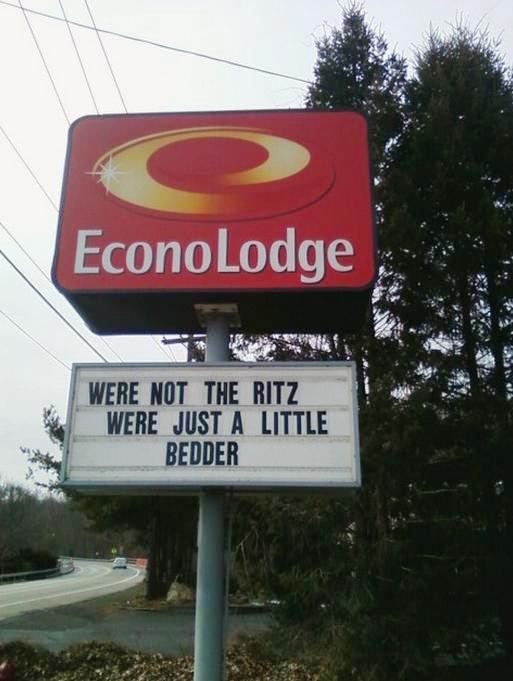 EconoLodge
WERE NOT THE RITZ
WERE JUST A LITTLE
BEDDER